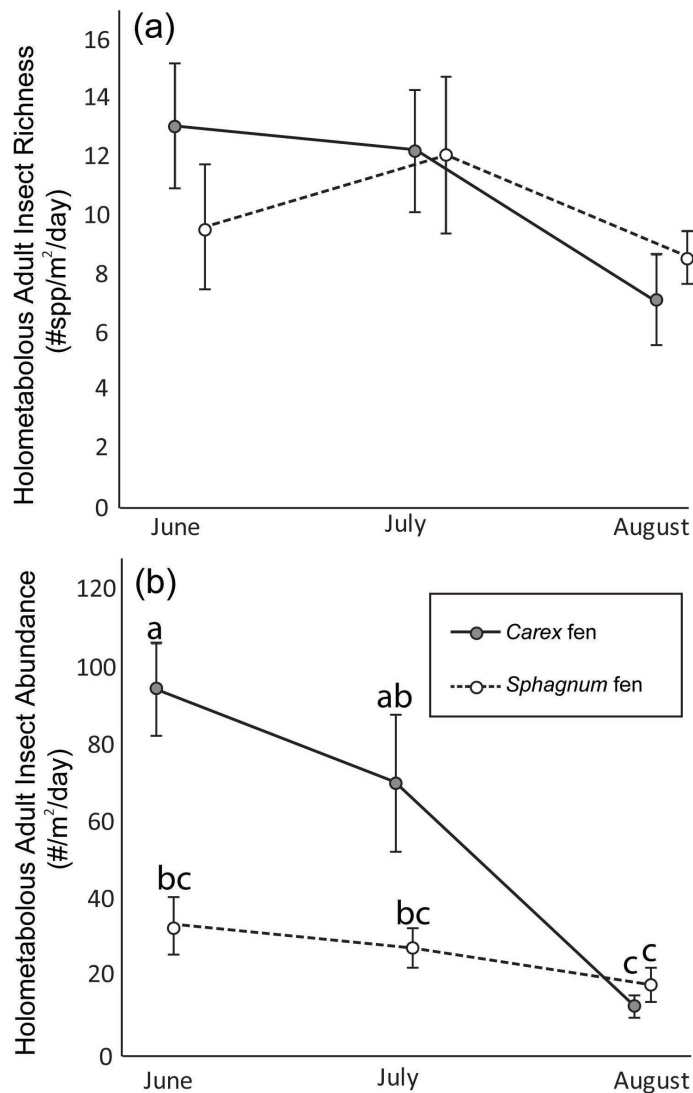 (a)
Holometabolous Adult Insect Richness
(#spp/m²/day)
16
14
12
10
8
6
4
2
0
June
July
August
(b)
Holometabolous Adult Insect Abundance
(#/m²/day)
120
100
80
60
40
20
0
a
ab
bc
bc
c
c
Carex fen
Sphagnum fen
June
July
August